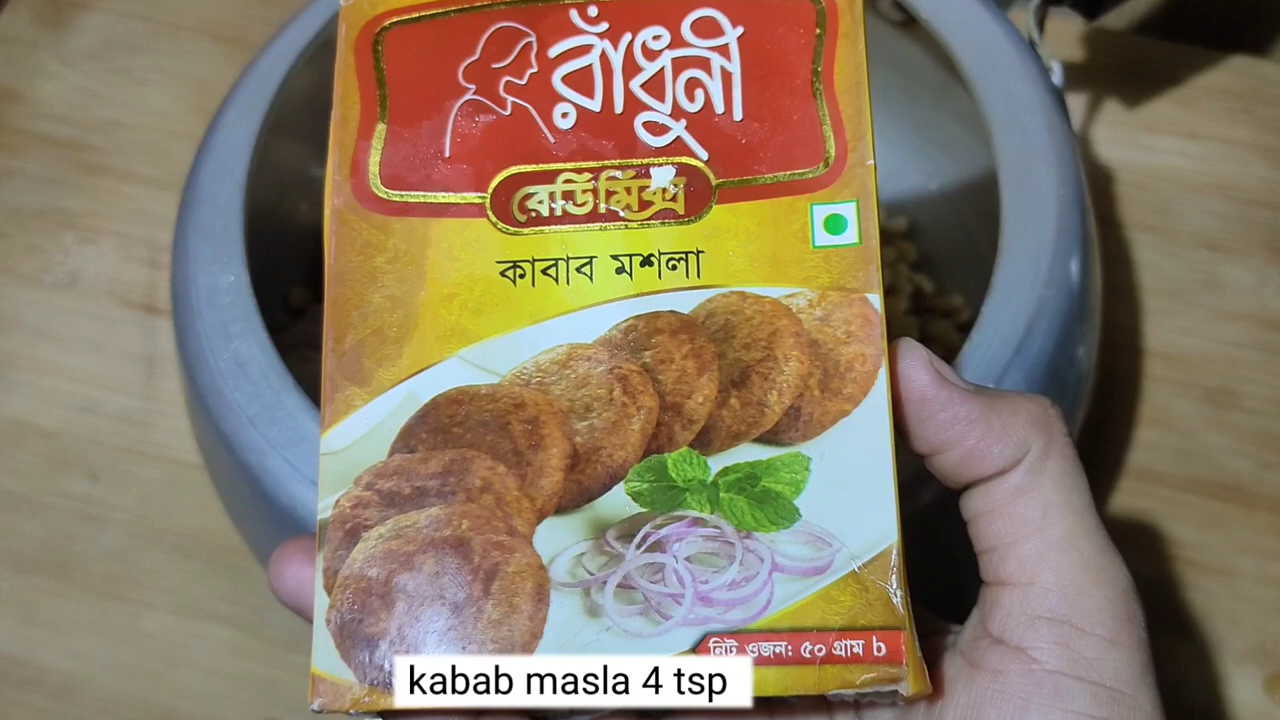 রাঁধুনী
রেডি মিক্স
কাবাব মশলা
নিট ওজন: ৫০ গ্রাম b
kabab masla 4 tsp